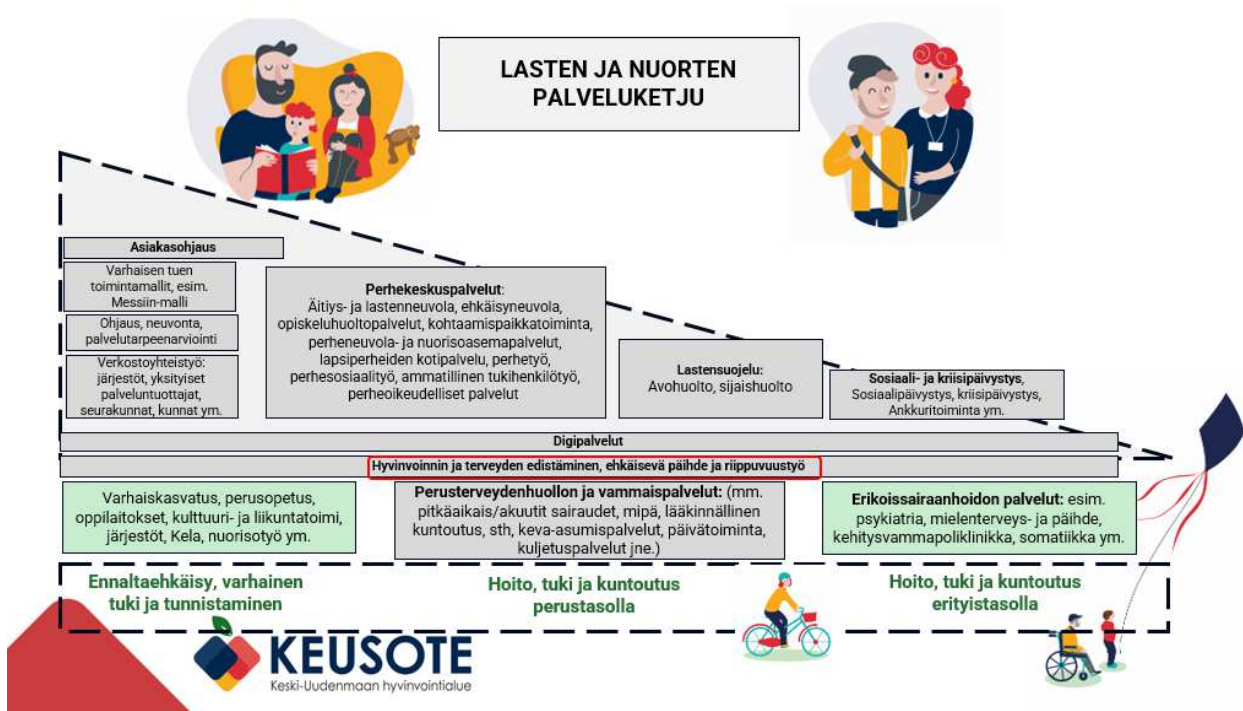 LASTEN JA NUORTEN
PALVELUKETJU
Asiakasohjaus
Varhaisen tuen
toimintamallit, esim.
Messiin-malli
Ohjaus, neuvonta,
palvelutarpeenarviointi
Verkostoyhteistyö:
järjestöt, yksityiset
palveluntuottajat,
seurakunnat, kunnat ym.
Perhekeskuspalvelut:
Äitiys- ja lastenneuvola, ehkäisyneuvola,
opiskeluhuoltopalvelut, kohtaamispaikkatoiminta,
perheneuvola- ja nuorisoasemapalvelut,
lapsiperheiden kotipalvelu, perhetyö,
perhesosiaalityö, ammatillinen tukihenkilötyö,
perheoikeudelliset palvelut
Lastensuojelu:
Avohuolto, sijaishuolto
Sosiaali- ja kriisipäivystys,
Sosiaalipäivystys, kriisipäivystys,
Ankkuritoiminta ym.
Digipalvelut
Hyvinvoinnin ja terveyden edistäminen, ehkäisevä päihde ja riippuvuustyö
Varhaiskasvatus, perusopetus,
oppilaitokset, kulttuuri- ja liikuntatoimi,
järjestöt, Kela, nuorisotyö ym.
Perusterveydenhuollon ja vammaispalvelut: (mm.
pitkäaikais/akuutit sairaudet, mipä, lääkinnällinen
kuntoutus, sth, keva-asumispalvelut, päivätoiminta,
kuljetuspalvelut jne.)
Erikoissairaanhoidon palvelut: esim.
psykiatria, mielenterveys- ja päihde,
kehitysvammapoliklinikka, somatiikka ym.
Ennaltaehkäisy, varhainen
tuki ja tunnistaminen
Hoito, tuki ja kuntoutus
perustasolla
Hoito, tuki ja kuntoutus
erityistasolla
KEUSOTE
Keski-Uudenmaan hyvinvointialue